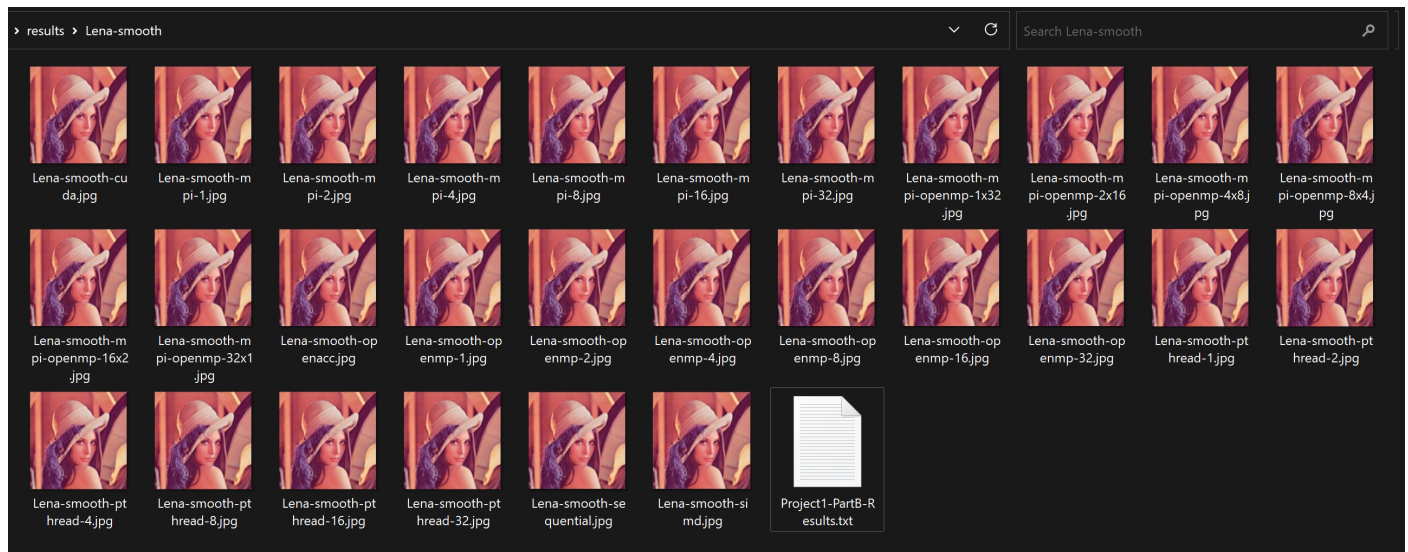 results > Lena-smooth
Search Lena-smooth
Lena-smooth-cu
da.jpg
Lena-smooth-m
pi-1.jpg
Lena-smooth-m
pi-2.jpg
Lena-smooth-m
pi-4.jpg
Lena-smooth-m
pi-8.jpg
Lena-smooth-m
pi-16.jpg
Lena-smooth-m
pi-32.jpg
Lena-smooth-m
pi-openmp-1x32
.jpg
Lena-smooth-m
pi-openmp-2x16
.jpg
Lena-smooth-m
pi-openmp-4x8.j
pg
Lena-smooth-m
pi-openmp-8x4.j
pg
Lena-smooth-m
pi-openmp-16x2
.jpg
Lena-smooth-m
pi-openmp-32x1
.jpg
Lena-smooth-op
enacc.jpg
Lena-smooth-op
enmp-1.jpg
Lena-smooth-op
enmp-2.jpg
Lena-smooth-op
enmp-4.jpg
Lena-smooth-op
enmp-8.jpg
Lena-smooth-op
enmp-16.jpg
Lena-smooth-op
enmp-32.jpg
Lena-smooth-pt
hread-1.jpg
Lena-smooth-pt
hread-2.jpg
Lena-smooth-pt
hread-4.jpg
Lena-smooth-pt
hread-8.jpg
Lena-smooth-pt
hread-16.jpg
Lena-smooth-pt
hread-32.jpg
Lena-smooth-se
quential.jpg
Lena-smooth-si
md.jpg
Project1-PartB-R
esults.txt